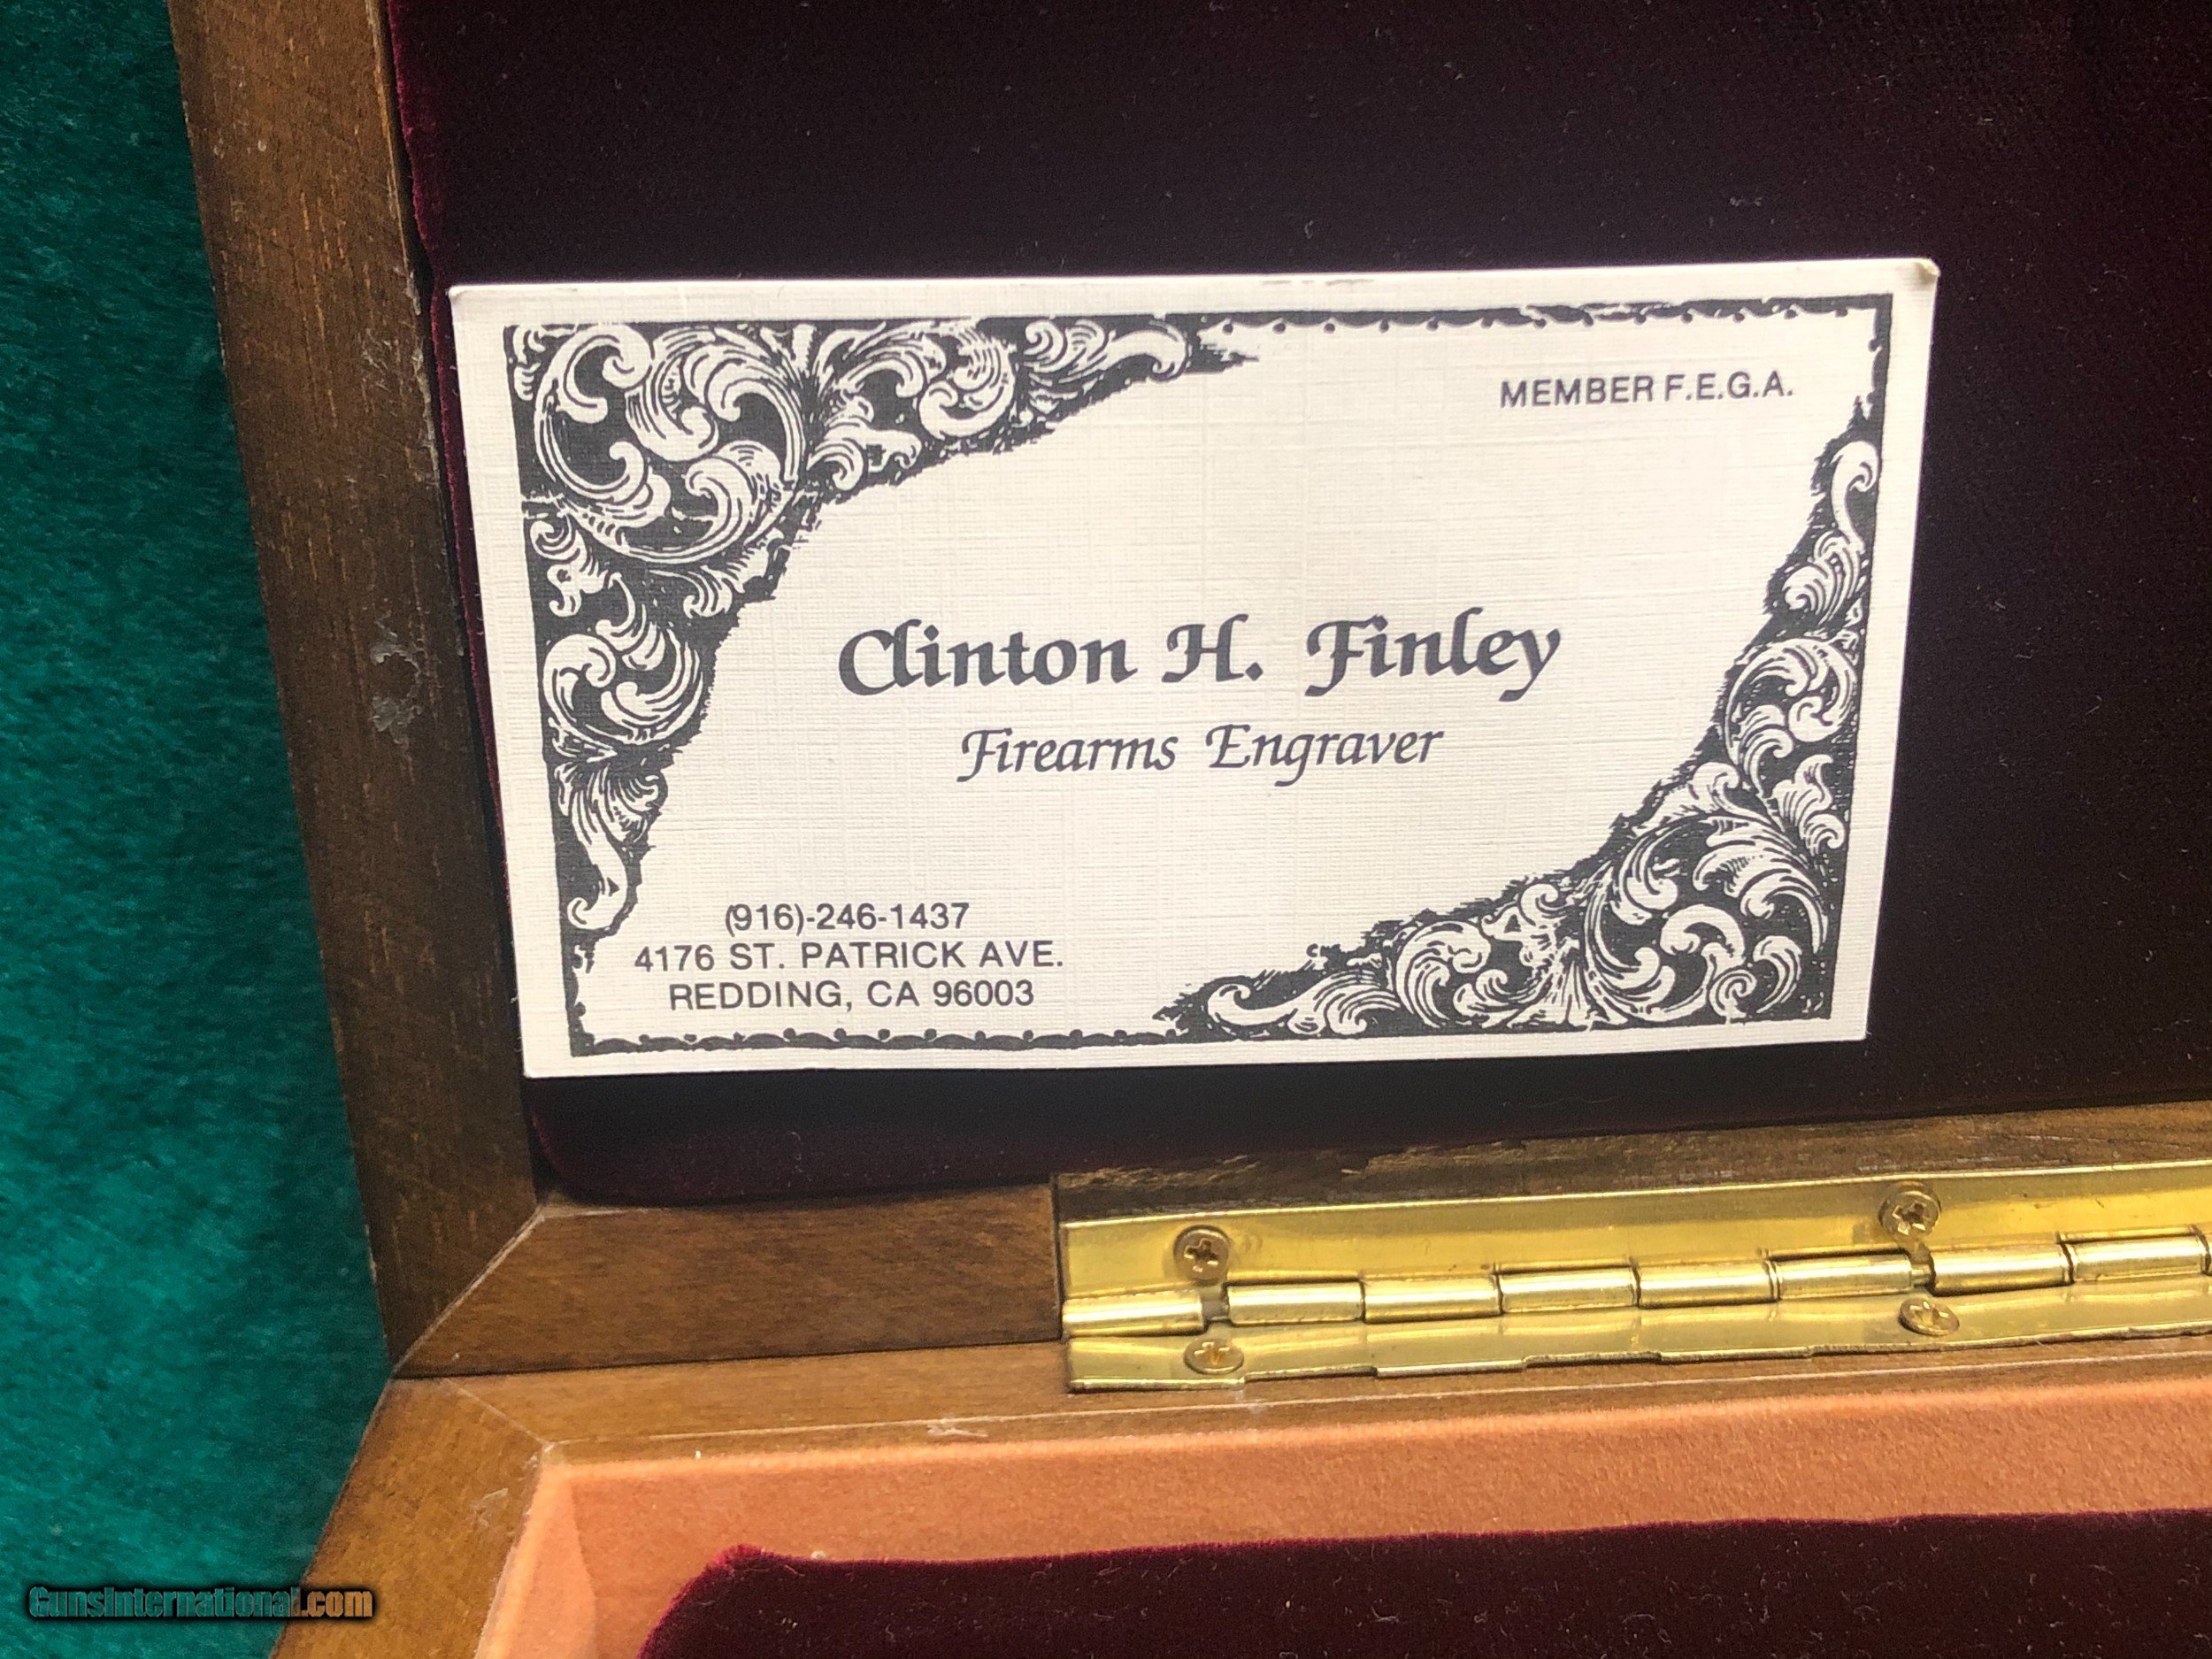 MEMBER F.E.G.A.
Clinton H. Finley
Firearms Engraver
(916)-246-1437
4176 ST. PATRICK AVE.
REDDING, CA 96003
GunsInternational.com